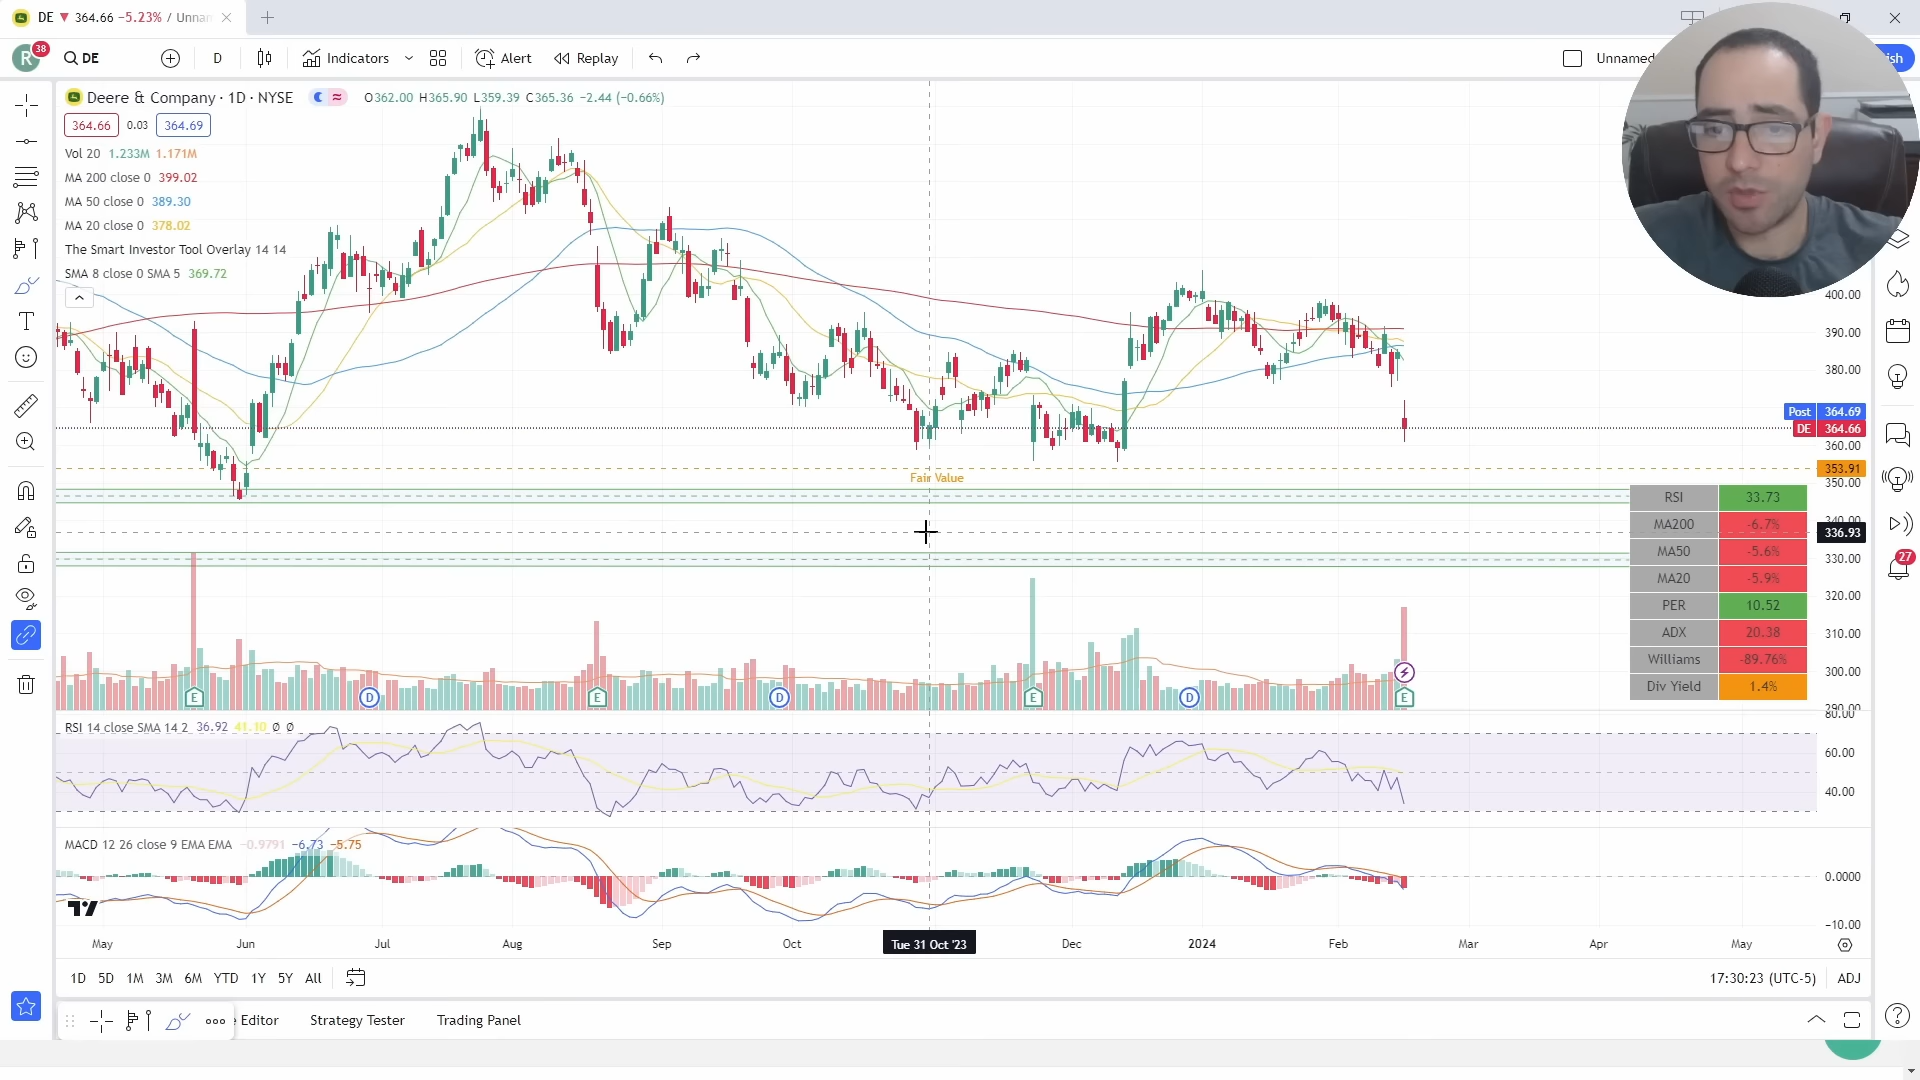 DE ▼ 364.66 −5.23% / Unnar
R 38 DE D Indicators Alert Replay Unnamed ish
Deere & Company · 1D · NYSE O362.00 H365.90 L359.39 C365.36 −2.44 (−0.66%)
364.66 0.03 364.69
Vol 20 1.233M 1.171M
MA 200 close 0 399.02
MA 50 close 0 389.30
MA 20 close 0 378.02
The Smart Investor Tool Overlay 14 14
SMA 8 close 0 SMA 5 369.72
400.00
390.00
380.00
Post 364.69
DE 364.66
360.00
353.91
Fair Value
350.00
RSI 33.73
MA200 -6.7%
340.00
336.93
MA50 -5.6%
330.00
MA20 -5.9%
27
PER 10.52
320.00
ADX 20.38
310.00
Williams -89.76%
300.00
Div Yield 1.4%
E D E D E D E
290.00
80.00
RSI 14 close SMA 14 2 36.92 41.10 Ø Ø
60.00
40.00
MACD 12 26 close 9 EMA EMA −0.9791 −6.73 −5.75
0.0000
−10.00
May Jun Jul Aug Sep Oct Tue 31 Oct '23 Dec 2024 Feb Mar Apr May
1D 5D 1M 3M 6M YTD 1Y 5Y All 17:30:23 (UTC-5) ADJ
e Editor Strategy Tester Trading Panel